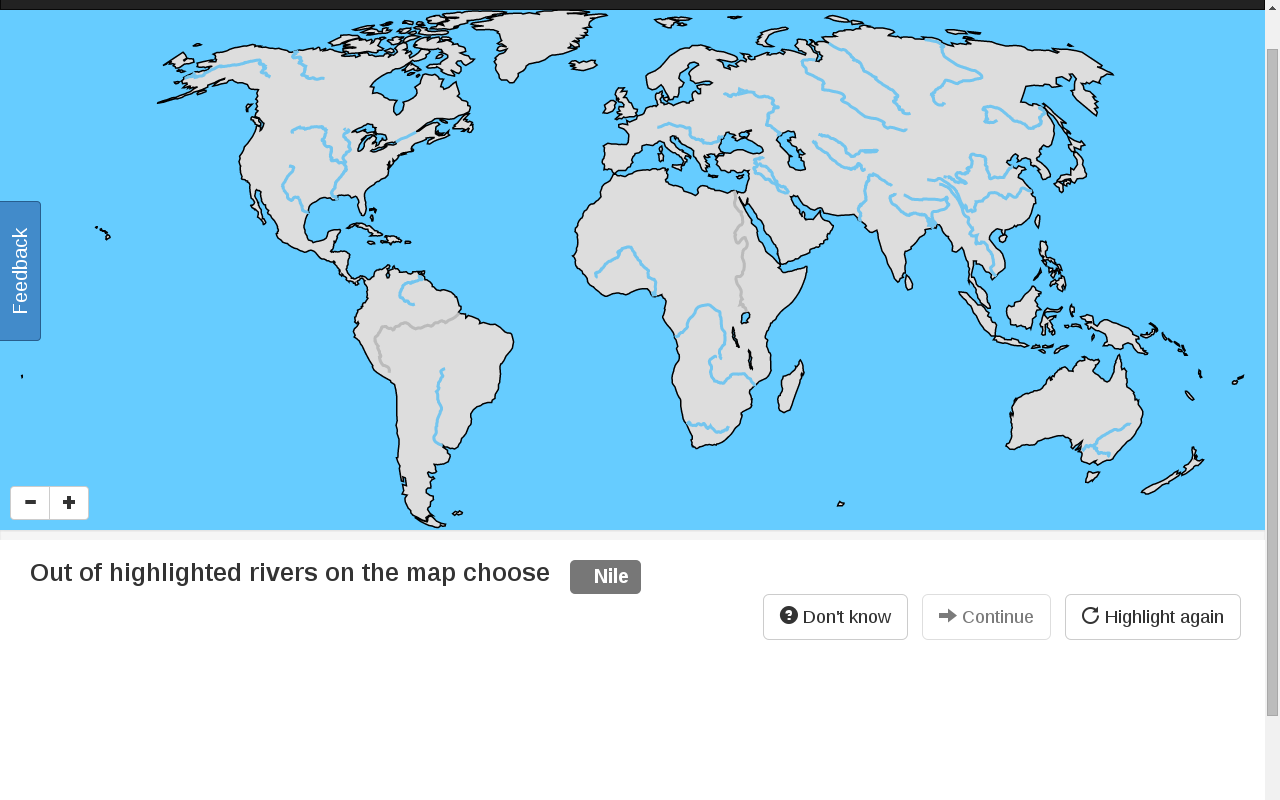 Feedback
Out of highlighted rivers on the map choose Nile
Don't know Continue Highlight again